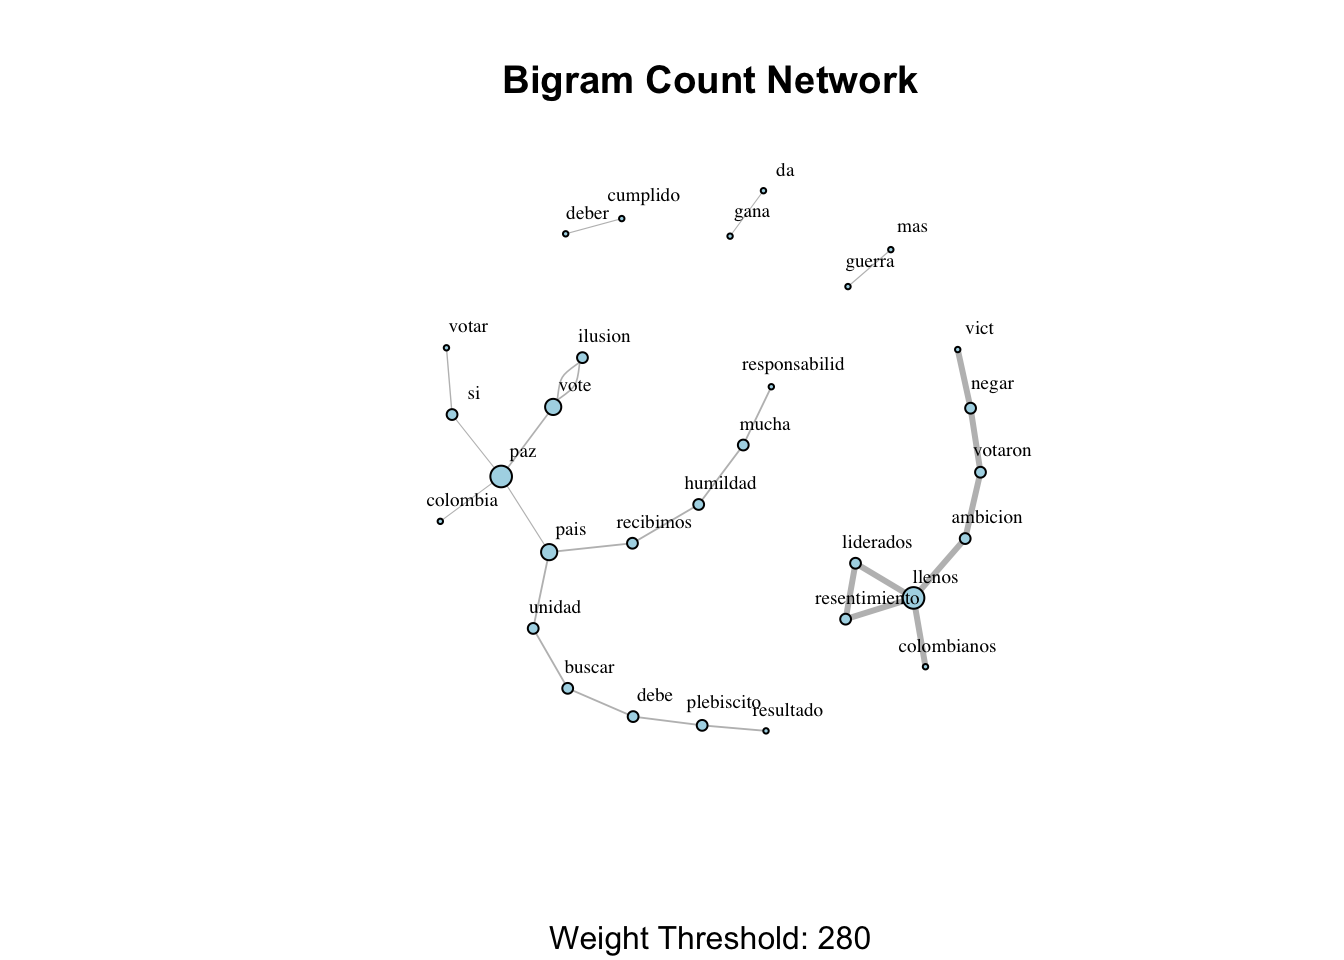 Bigram Count Network
da
cumplido
deber
gana
mas
guerra
votar
vict
ilusion
responsabilid
vote
negar
si
mucha
paz
votaron
humildad
colombia
ambicion
recibimos
pais
liderados
llenos
resentimiento
unidad
colombianos
buscar
debe
plebiscito
resultado
Weight Threshold: 280